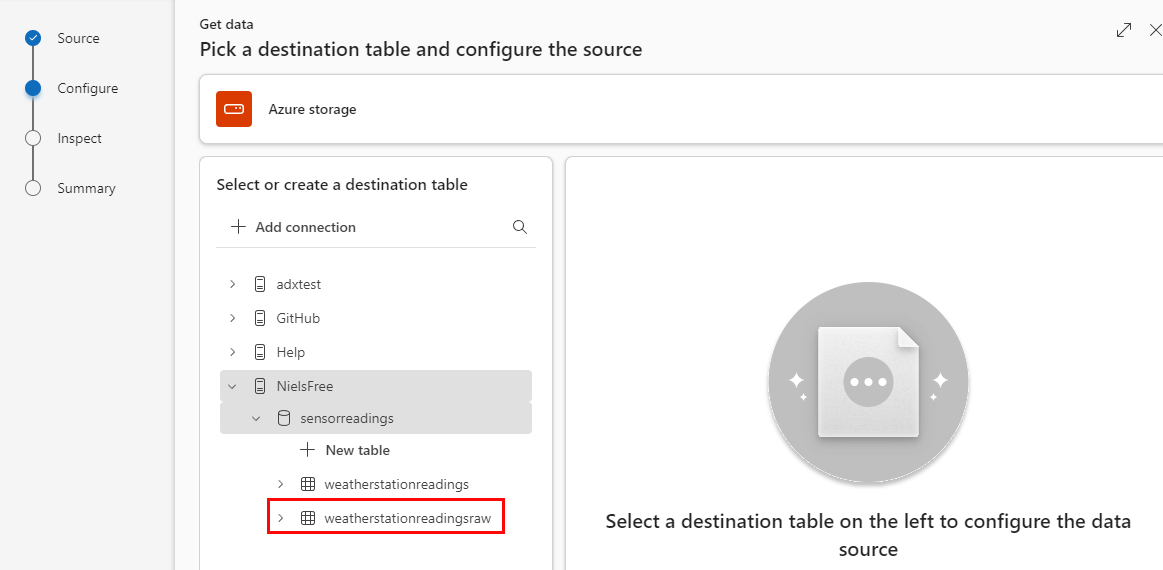 Source
Configure
Inspect
Summary
Get data
Pick a destination table and configure the source
Azure storage
Select or create a destination table
Add connection
adxtest
GitHub
Help
NielsFree
sensorreadings
New table
weatherstationreadings
weatherstationreadingsraw
Select a destination table on the left to configure the data
source